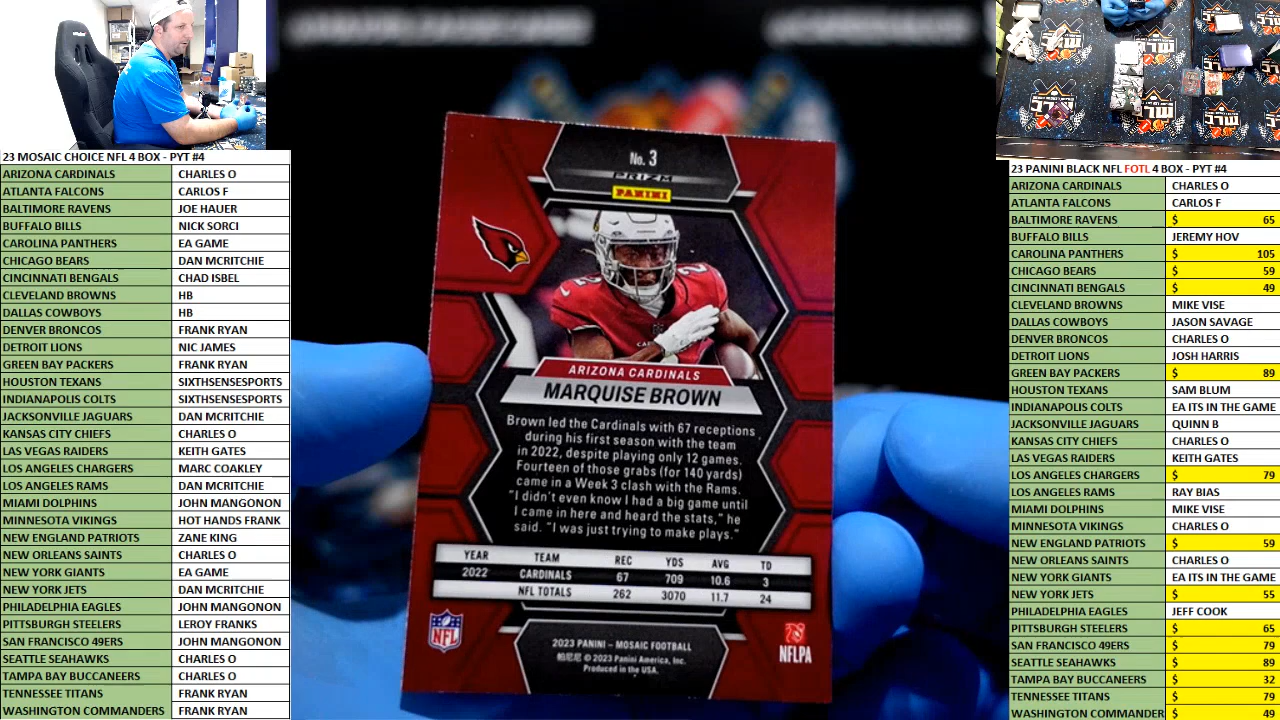 23 MOSAIC CHOICE NFL 4 BOX - PYT #4
ARIZONA CARDINALS CHARLES O
ATLANTA FALCONS CARLOS F
BALTIMORE RAVENS JOE HAUER
BUFFALO BILLS NICK SORCI
CAROLINA PANTHERS EA GAME
CHICAGO BEARS DAN MCRITCHIE
CINCINNATI BENGALS CHAD ISBEL
CLEVELAND BROWNS HB
DALLAS COWBOYS HB
DENVER BRONCOS FRANK RYAN
DETROIT LIONS NIC JAMES
GREEN BAY PACKERS FRANK RYAN
HOUSTON TEXANS SIXTHSENSESPORTS
INDIANAPOLIS COLTS SIXTHSENSESPORTS
JACKSONVILLE JAGUARS DAN MCRITCHIE
KANSAS CITY CHIEFS CHARLES O
LAS VEGAS RAIDERS KEITH GATES
LOS ANGELES CHARGERS MARC COAKLEY
LOS ANGELES RAMS DAN MCRITCHIE
MIAMI DOLPHINS JOHN MANGONON
MINNESOTA VIKINGS HOT HANDS FRANK
NEW ENGLAND PATRIOTS ZANE KING
NEW ORLEANS SAINTS CHARLES O
NEW YORK GIANTS EA GAME
NEW YORK JETS DAN MCRITCHIE
PHILADELPHIA EAGLES JOHN MANGONON
PITTSBURGH STEELERS LEROY FRANKS
SAN FRANCISCO 49ERS JOHN MANGONON
SEATTLE SEAHAWKS CHARLES O
TAMPA BAY BUCCANEERS CHARLES O
TENNESSEE TITANS FRANK RYAN
WASHINGTON COMMANDERS FRANK RYAN
No. 3
PRIZM
PANINI
ARIZONA CARDINALS
MARQUISE BROWN
Brown led the Cardinals with 67 receptions
during his first season with the team
in 2022, despite playing only 12 games.
Fourteen of those grabs (for 140 yards)
came in a Week 3 clash with the Rams.
"I didn't even know I had a big game until
I came in here and heard the stats," he
said. "I was just trying to make plays."
YEAR TEAM REC YDS AVG TD
2022 CARDINALS 67 709 10.6 3
NFL TOTALS 262 3070 11.7 24
NFL
NFLPA
2023 PANINI - MOSAIC FOOTBALL
帕尼尼 © 2023 Panini America, Inc.
Produced in the USA.
23 PANINI BLACK NFL FOTL 4 BOX - PYT #4
ARIZONA CARDINALS CHARLES O
ATLANTA FALCONS CARLOS F
BALTIMORE RAVENS $ 65
BUFFALO BILLS JEREMY HOV
CAROLINA PANTHERS $ 105
CHICAGO BEARS $ 59
CINCINNATI BENGALS $ 49
CLEVELAND BROWNS MIKE VISE
DALLAS COWBOYS JASON SAVAGE
DENVER BRONCOS CHARLES O
DETROIT LIONS JOSH HARRIS
GREEN BAY PACKERS $ 89
HOUSTON TEXANS SAM BLUM
INDIANAPOLIS COLTS EA ITS IN THE GAME
JACKSONVILLE JAGUARS QUINN B
KANSAS CITY CHIEFS CHARLES O
LAS VEGAS RAIDERS KEITH GATES
LOS ANGELES CHARGERS $ 79
LOS ANGELES RAMS RAY BIAS
MIAMI DOLPHINS MIKE VISE
MINNESOTA VIKINGS CHARLES O
NEW ENGLAND PATRIOTS $ 59
NEW ORLEANS SAINTS CHARLES O
NEW YORK GIANTS EA ITS IN THE GAME
NEW YORK JETS $ 55
PHILADELPHIA EAGLES JEFF COOK
PITTSBURGH STEELERS $ 65
SAN FRANCISCO 49ERS $ 79
SEATTLE SEAHAWKS $ 89
TAMPA BAY BUCCANEERS $ 32
TENNESSEE TITANS $ 79
WASHINGTON COMMANDER $ 49